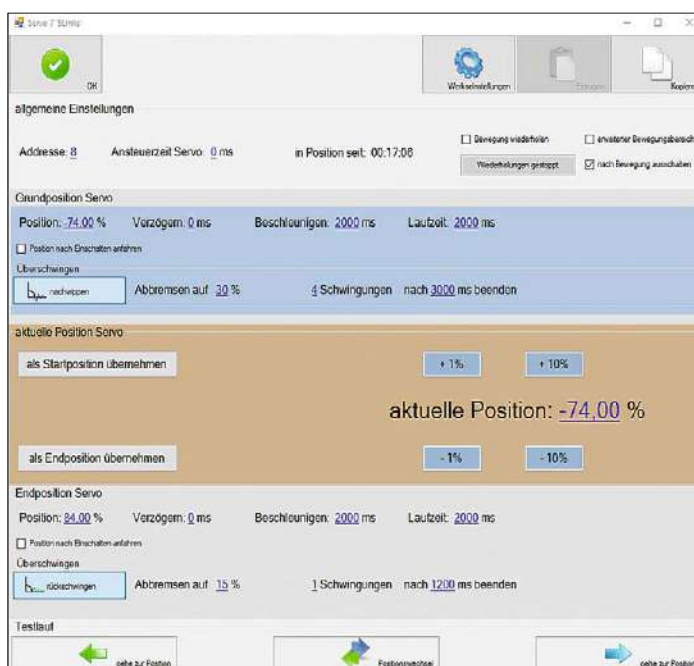 Servo 7 'SLinks'
OK
Werkseinstellungen
Kopieren
allgemeine Einstellungen
Addresse: 8 Ansteuerzeit Servo: 0 ms in Position seit: 00:17:06
Bewegung wiederholen
erweiterter Bewegungsbereich
Wiederholungen gestoppt
nach Bewegung ausschalten
Grundposition Servo
Position: -74.00 % Verzögern: 0 ms Beschleunigen: 2000 ms Laufzeit: 2000 ms
Position nach Einschalten anfahren
Überschwingen
nachwippen Abbremsen auf 30 % 4 Schwingungen nach 3000 ms beenden
aktuelle Position Servo
als Startposition übernehmen + 1% + 10%
aktuelle Position: -74,00 %
als Endposition übernehmen - 1% - 10%
Endposition Servo
Position: 84.00 % Verzögern: 0 ms Beschleunigen: 2000 ms Laufzeit: 2000 ms
Position nach Einschalten anfahren
Überschwingen
rückschwingen Abbremsen auf 15 % 1 Schwingungen nach 1200 ms beenden
Testlauf
gehe zur Position Positionswechsel gehe zur Position